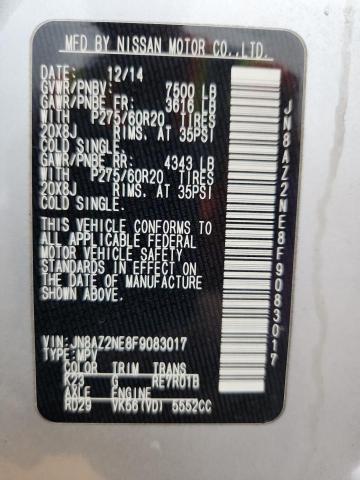 MFD BY NISSAN MOTOR CO.,LTD.
12/14
GVWR/PNBV: 7500 LB
GAWR/PNBE FR: 3616 LB
WITH P275/60R20 TIRES
20X8J RIMS, AT 35PSI
COLD SINGLE.
GAWR/PNBE RR: 4343 LB
WITH P275/60R20 TIRES
20X8J RIMS, AT 35PSI
COLD SINGLE.
THIS VEHICLE CONFORMS TO
ALL APPLICABLE FEDERAL
MOTOR VEHICLE SAFETY
STANDARDS IN EFFECT ON
THE DATE OF MANUFACTURE
SHOWN ABOVE.
VIN:JN8AZ2NE8F9083017
TYPE:MPV
COLOR TRIM TRANS
K23 G RE7R01B
AXLE ENGINE
RD29 VK56(VD) 5552CC
JN8AZ2NE8F9083017